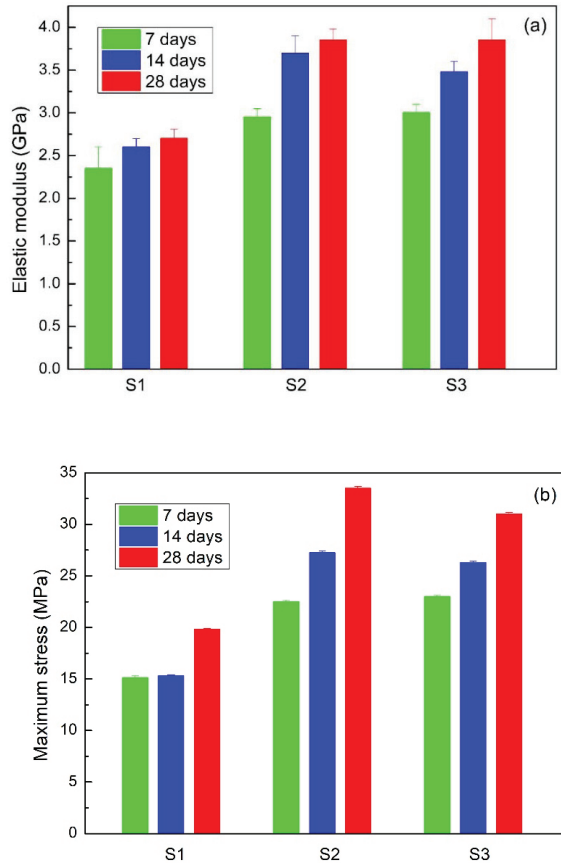 (a)
4.0
3.5
3.0
2.5
2.0
1.5
1.0
0.5
0.0
Elastic modulus (GPa)
7 days
14 days
28 days
S1 S2 S3
(b)
35
30
25
20
15
10
5
0
Maximum stress (MPa)
7 days
14 days
28 days
S1 S2 S3